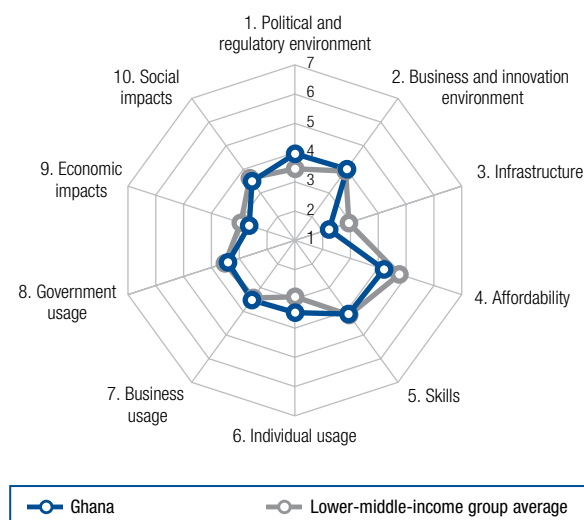 1. Political and
regulatory environment
7
10. Social
impacts
2. Business and innovation
environment
6
5
9. Economic
impacts
4
3. Infrastructure
3
2
1
8. Government
usage
4. Affordability
7. Business
usage
5. Skills
6. Individual usage
Ghana
Lower-middle-income group average